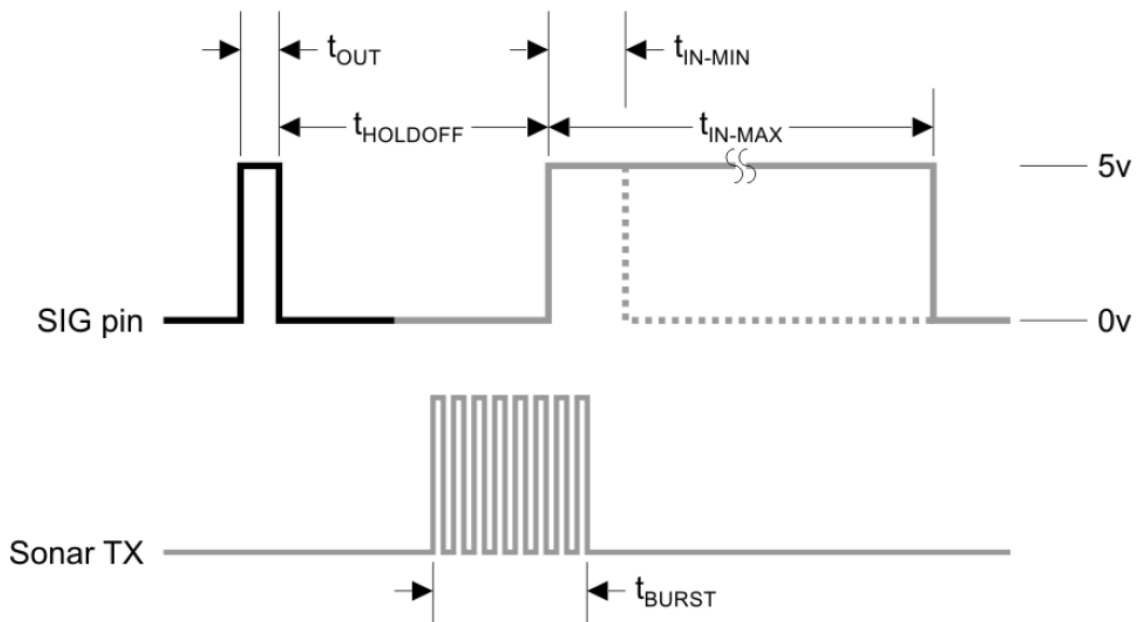 tOUT
tIN-MIN
tHOLDOFF
tIN-MAX
5v
SIG pin
0v
Sonar TX
tBURST